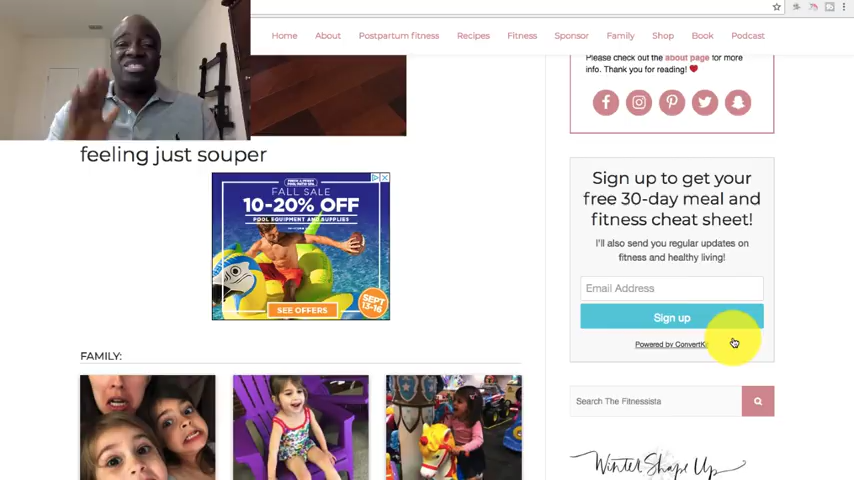 Home About Postpartum fitness Recipes Fitness Sponsor Family Shop Book Podcast
feeling just souper
FALL SALE
10-20% OFF
POOL EQUIPMENT AND SUPPLIES
SEPT
13-16
SEE OFFERS
FAMILY:
Please check out the about page for more
info. Thank you for reading!
Sign up to get your
free 30-day meal and
fitness cheat sheet!
I'll also send you regular updates on
fitness and healthy living!
Email Address
Sign up
Powered by ConvertKit
Search The Fitnessista
Winter Shape Up